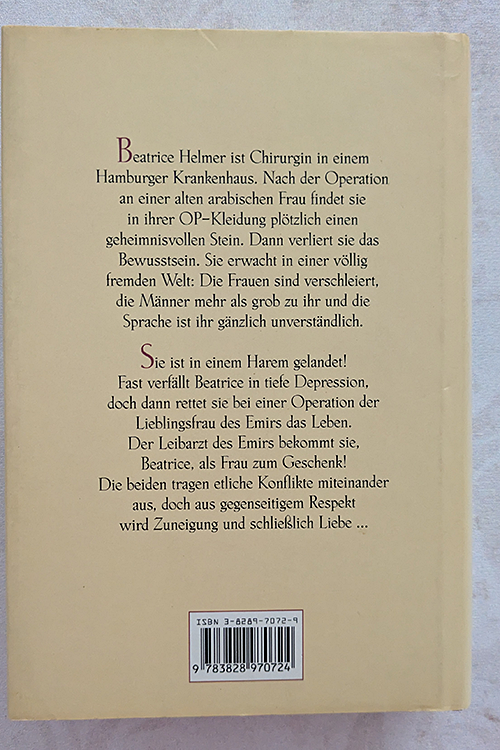 Beatrice Helmer ist Chirurgin in einem
Hamburger Krankenhaus. Nach der Operation
an einer alten arabischen Frau findet sie
in ihrer OP-Kleidung plötzlich einen
geheimnisvollen Stein. Dann verliert sie das
Bewusstsein. Sie erwacht in einer völlig
fremden Welt: Die Frauen sind verschleiert,
die Männer mehr als grob zu ihr und die
Sprache ist ihr gänzlich unverständlich.
Sie ist in einem Harem gelandet!
Fast verfällt Beatrice in tiefe Depression,
doch dann rettet sie bei einer Operation der
Lieblingsfrau des Emirs das Leben.
Der Leibarzt des Emirs bekommt sie,
Beatrice, als Frau zum Geschenk!
Die beiden tragen etliche Konflikte miteinander
aus, doch aus gegenseitigem Respekt
wird Zuneigung und schließlich Liebe ...
ISBN 3-8289-7072-9
9 783828 970724